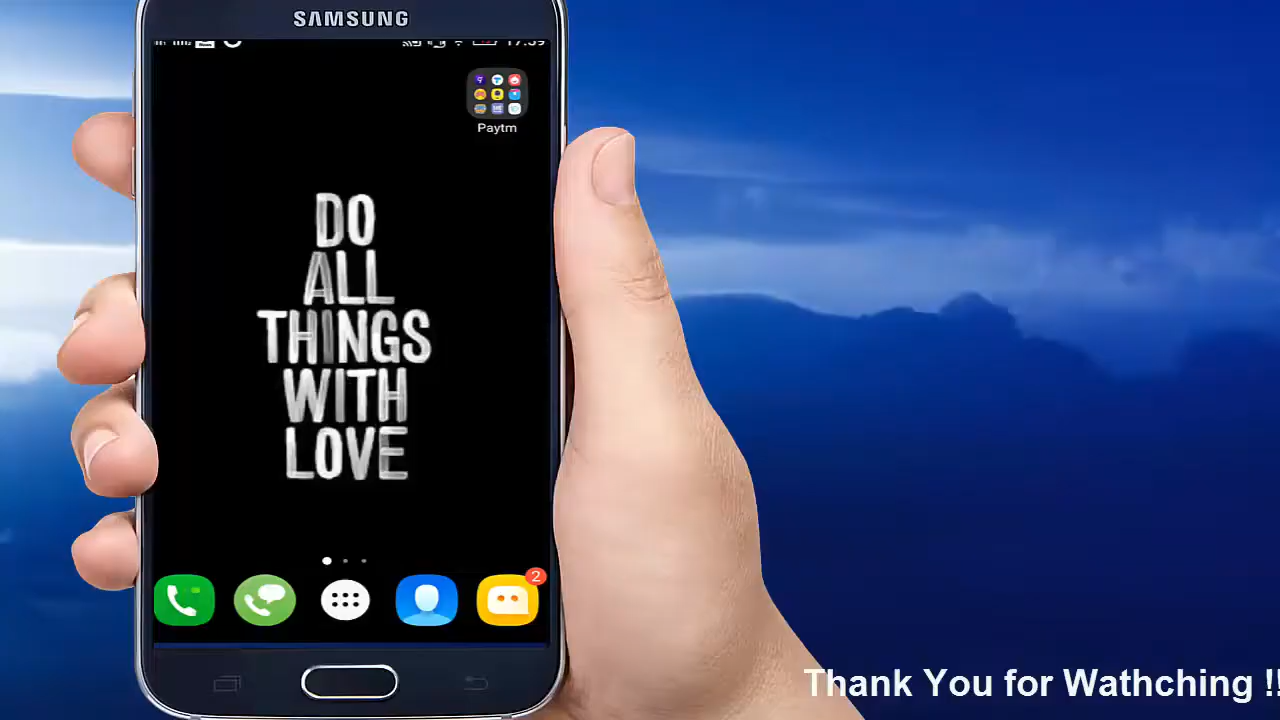 SAMSUNG
Paytm
DO
ALL
THINGS
WITH
LOVE
2
Thank You for Wathching !!